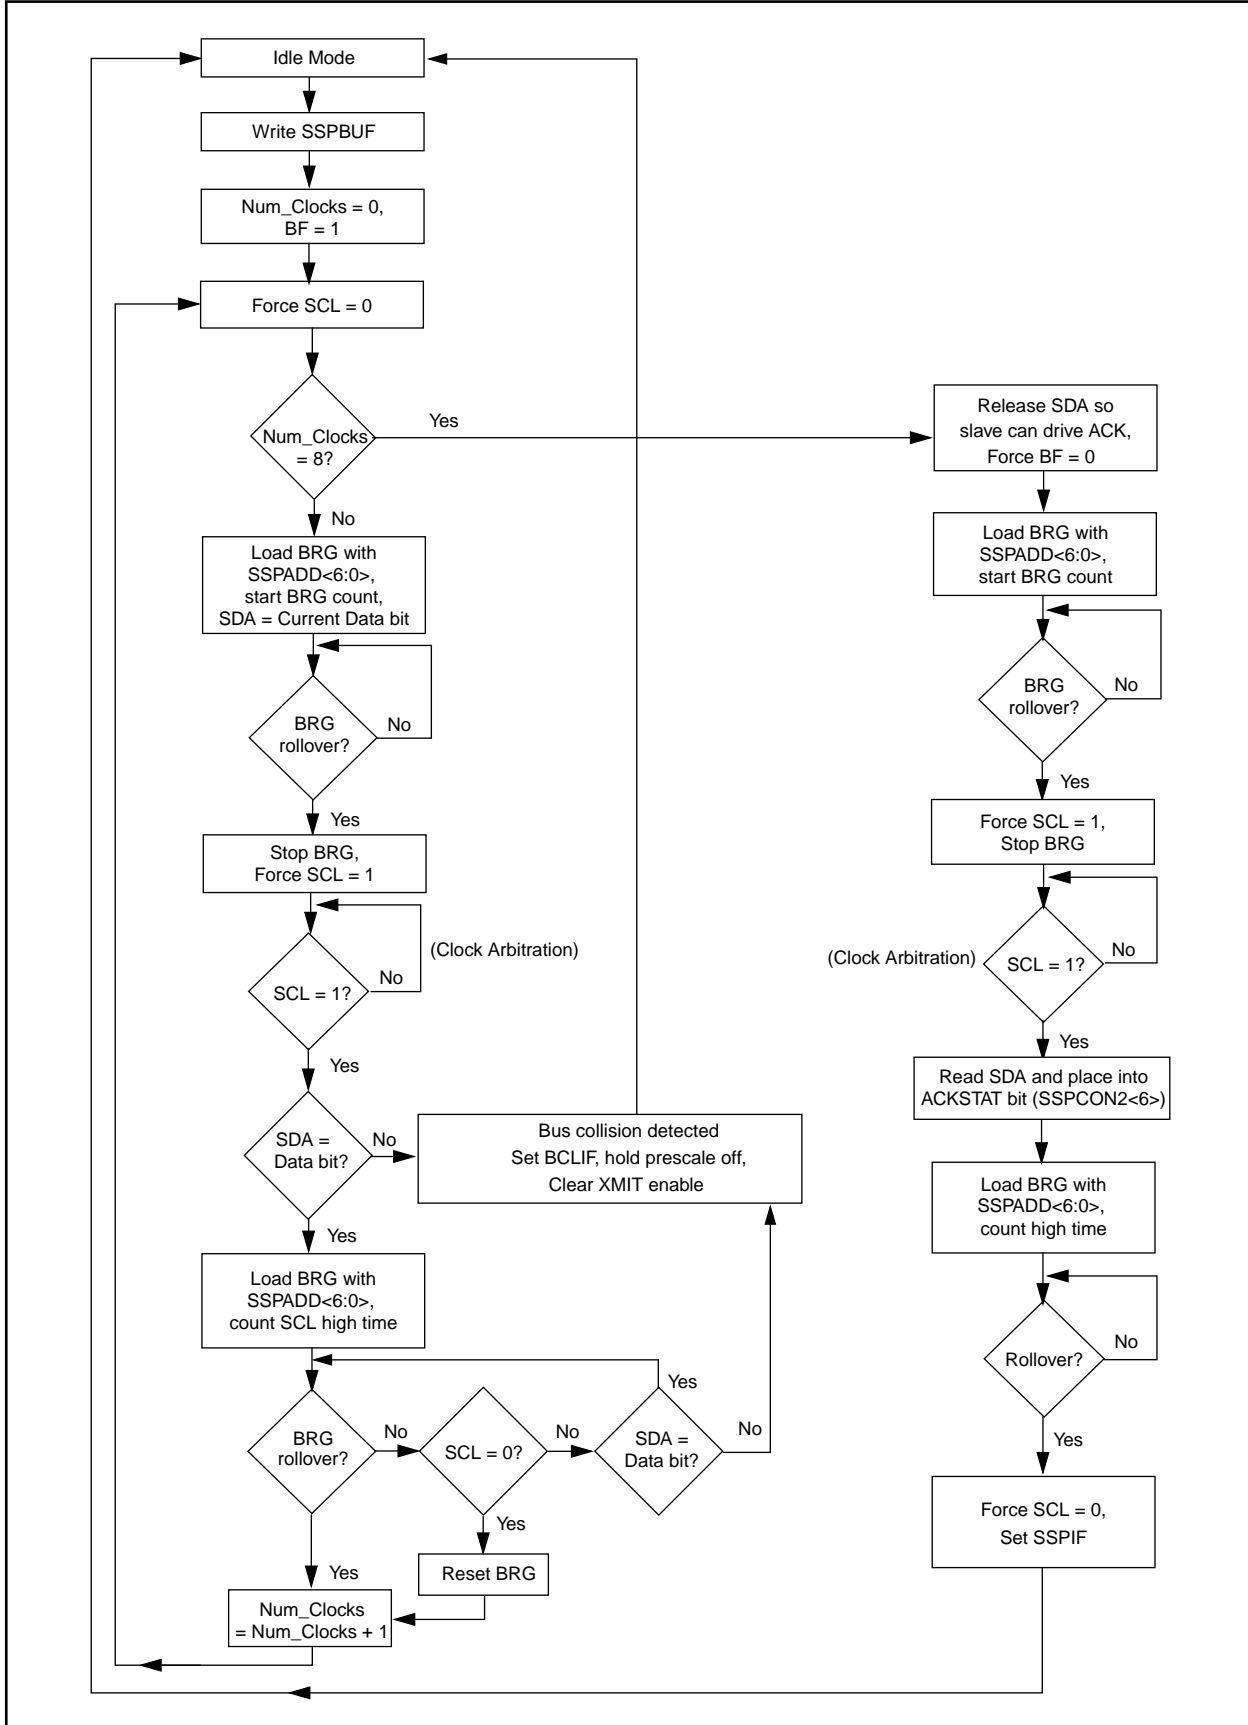 Idle Mode
Write SSPBUF
Num_Clocks = 0,
BF = 1
Force SCL = 0
Num_Clocks
= 8?
Yes
No
Load BRG with
SSPADD<6:0>,
start BRG count,
SDA = Current Data bit
BRG
rollover?
No
Yes
Stop BRG,
Force SCL = 1
(Clock Arbitration)
SCL = 1?
No
Yes
SDA =
Data bit?
No
Bus collision detected
Set BCLIF, hold prescale off,
Clear XMIT enable
Yes
Load BRG with
SSPADD<6:0>,
count SCL high time
BRG
rollover?
No
SCL = 0?
No
Yes
SDA =
Data bit?
No
Yes
Yes
Reset BRG
Num_Clocks
= Num_Clocks + 1
Release SDA so
slave can drive ACK,
Force BF = 0
Load BRG with
SSPADD<6:0>,
start BRG count
BRG
rollover?
No
Yes
Force SCL = 1,
Stop BRG
(Clock Arbitration)
SCL = 1?
No
Yes
Read SDA and place into
ACKSTAT bit (SSPCON2<6>)
Load BRG with
SSPADD<6:0>,
count high time
Rollover?
No
Yes
Force SCL = 0,
Set SSPIF